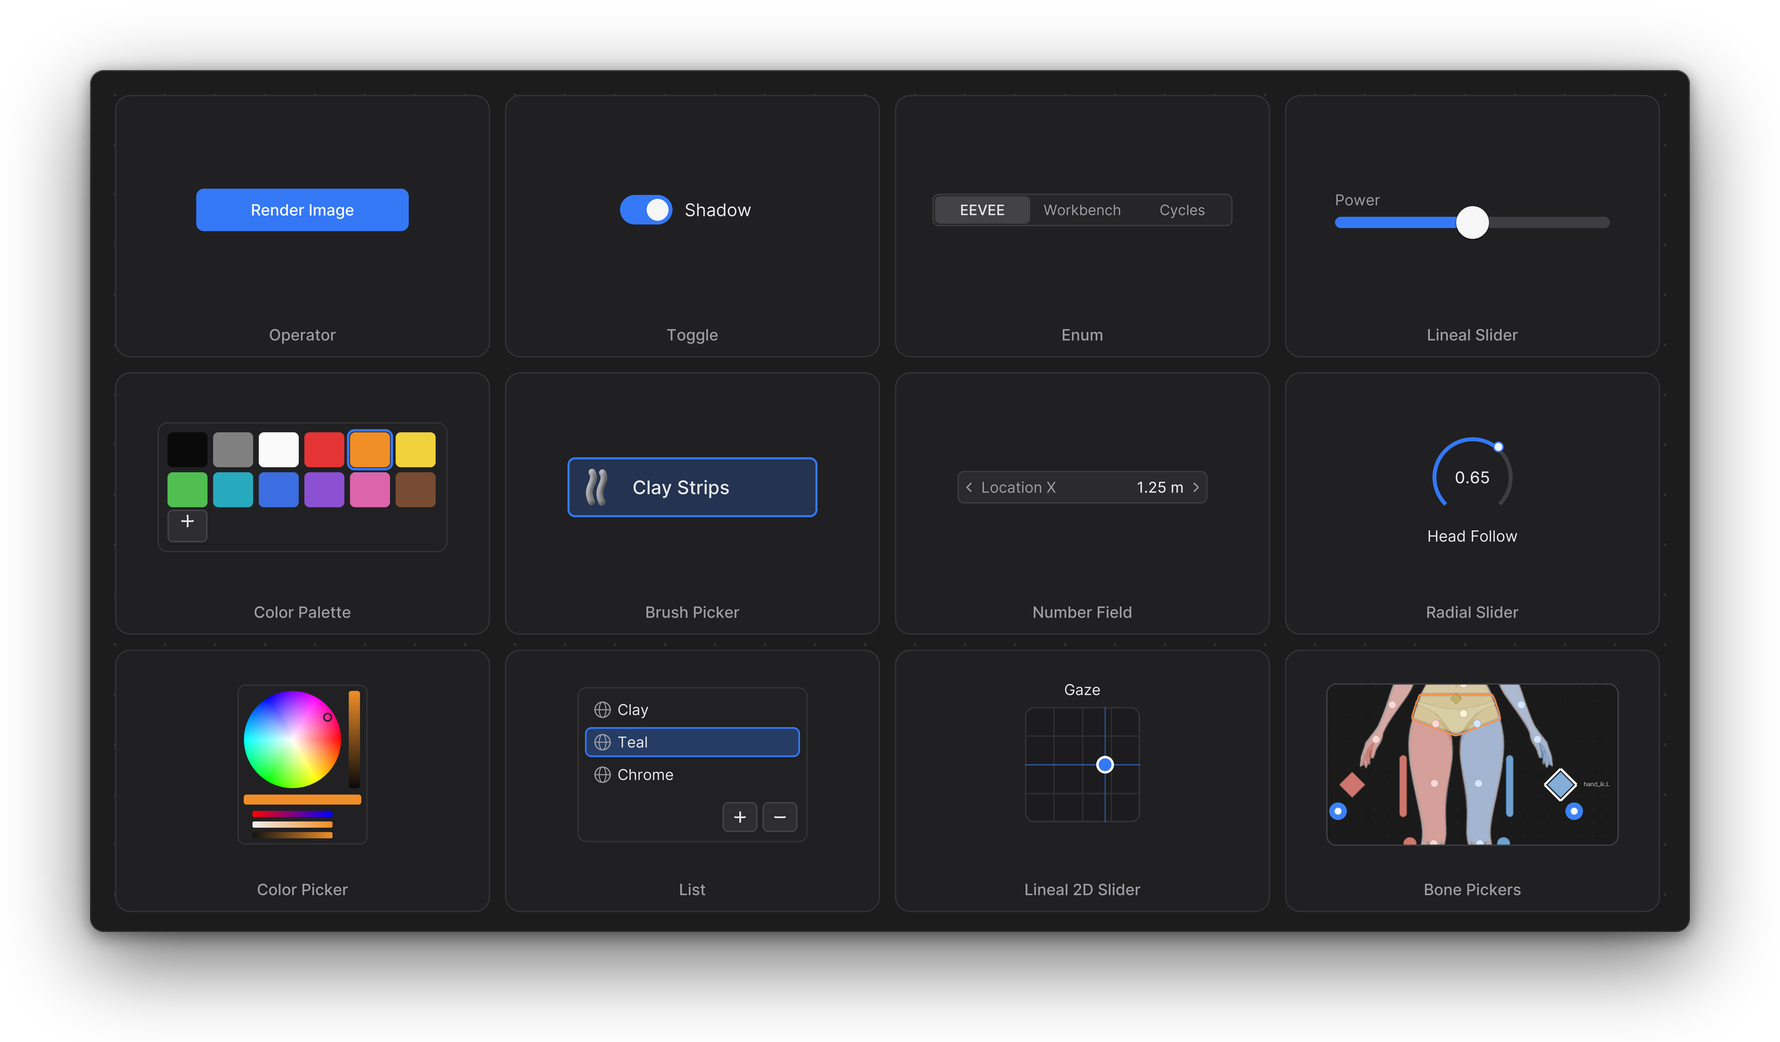 Render Image
Operator
Shadow
Toggle
EEVEE Workbench Cycles
Enum
Power
Lineal Slider
+
Color Palette
Clay Strips
Brush Picker
Location X 1.25 m
Number Field
0.65
Head Follow
Radial Slider
Color Picker
Clay
Teal
Chrome
+ −
List
Gaze
Lineal 2D Slider
hand_ik.L
Bone Pickers